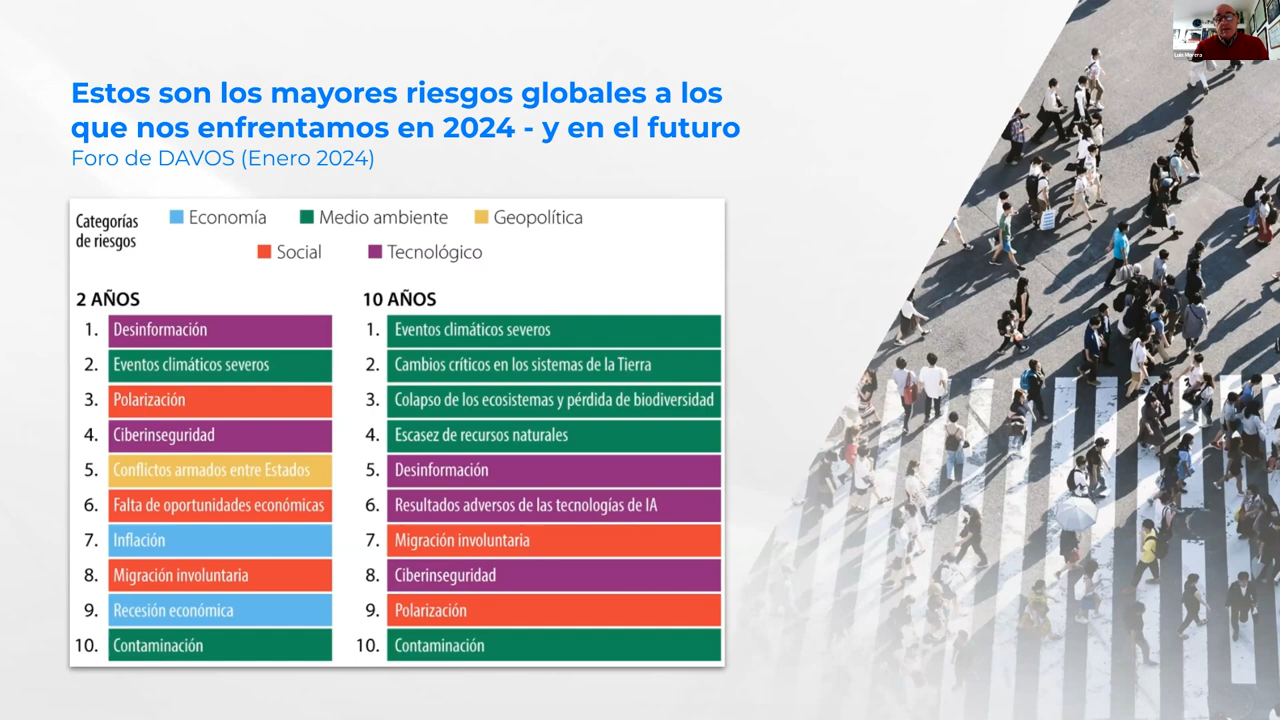 Luis Morera
Estos son los mayores riesgos globales a los
que nos enfrentamos en 2024 - y en el futuro
Foro de DAVOS (Enero 2024)
Categorías
de riesgos
Economía
Medio ambiente
Geopolítica
Social
Tecnológico
2 AÑOS
1. Desinformación
2. Eventos climáticos severos
3. Polarización
4. Ciberinseguridad
5. Conflictos armados entre Estados
6. Falta de oportunidades económicas
7. Inflación
8. Migración involuntaria
9. Recesión económica
10. Contaminación
10 AÑOS
1. Eventos climáticos severos
2. Cambios críticos en los sistemas de la Tierra
3. Colapso de los ecosistemas y pérdida de biodiversidad
4. Escasez de recursos naturales
5. Desinformación
6. Resultados adversos de las tecnologías de IA
7. Migración involuntaria
8. Ciberinseguridad
9. Polarización
10. Contaminación